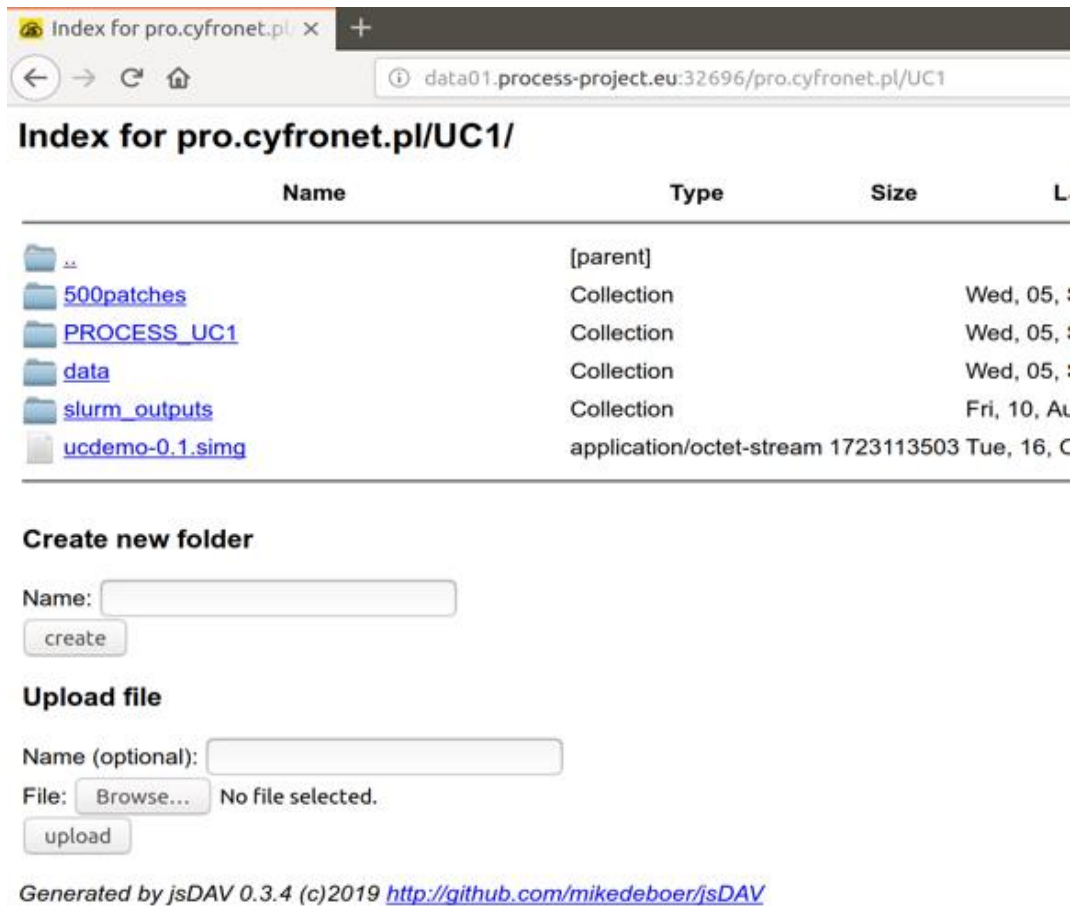 Index for pro.cyfronet.pl
data01.process-project.eu:32696/pro.cyfronet.pl/UC1
Index for pro.cyfronet.pl/UC1/
Name Type Size
.. [parent]
500patches Collection Wed, 05,
PROCESS_UC1 Collection Wed, 05,
data Collection Wed, 05,
slurm_outputs Collection Fri, 10, Au
ucdemo-0.1.simg application/octet-stream 1723113503 Tue, 16,
Create new folder
Name:
create
Upload file
Name (optional):
File: Browse... No file selected.
upload
Generated by jsDAV 0.3.4 (c)2019 http://github.com/mikedeboer/jsDAV